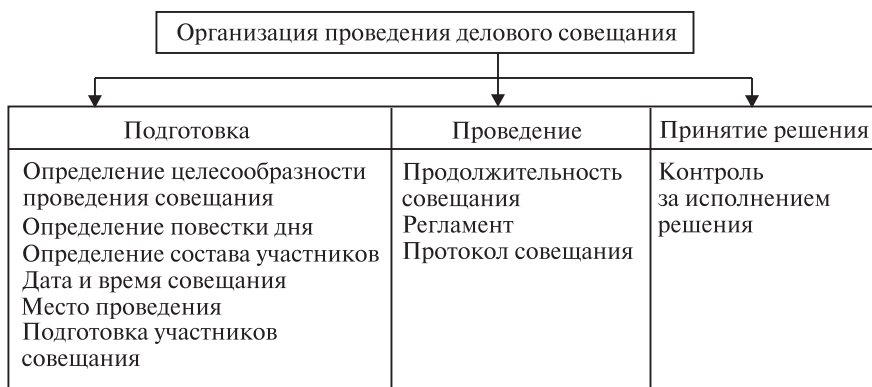 Организация проведения делового совещания
Подготовка
Определение целесообразности
проведения совещания
Определение повестки дня
Определение состава участников
Дата и время совещания
Место проведения
Подготовка участников
совещания
Проведение
Продолжительность
совещания
Регламент
Протокол совещания
Принятие решения
Контроль
за исполнением
решения